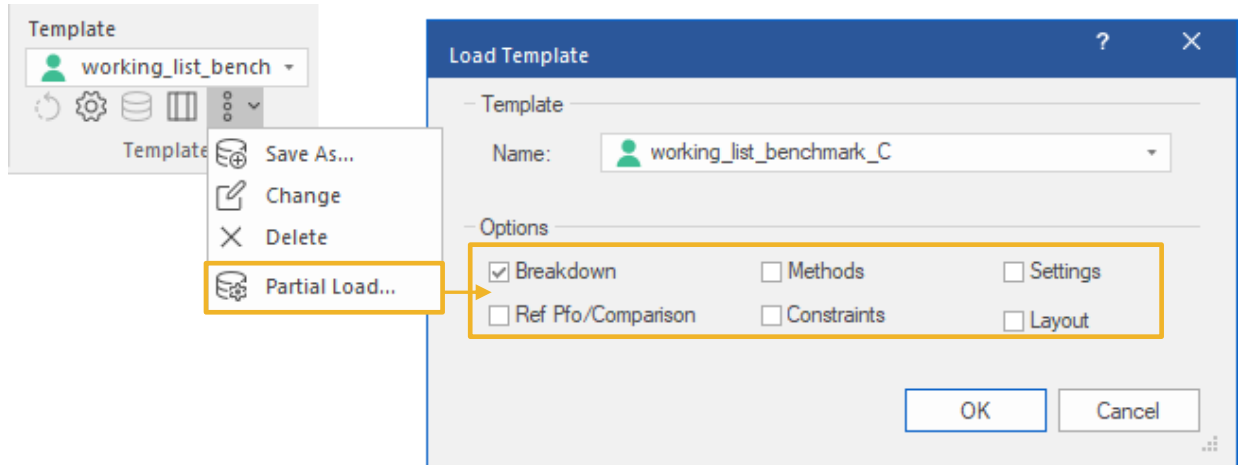 Template
working_list_bench
Template
Save As...
Change
Delete
Partial Load...
Load Template
?
Template
Name:
working_list_benchmark_C
Options
Breakdown
Methods
Settings
Ref Pfo/Comparison
Constraints
Layout
OK
Cancel